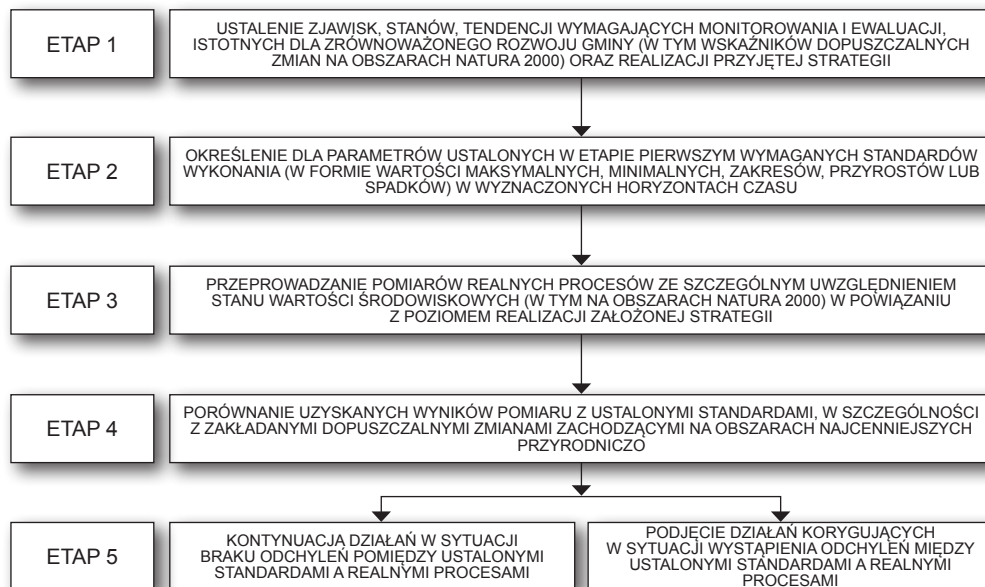 ETAP 1
USTALENIE ZJAWISK, STANÓW, TENDENCJI WYMAGAJĄCYCH MONITOROWANIA I EWALUACJI,
ISTOTNYCH DLA ZRÓWNOWAŻONEGO ROZWOJU GMINY (W TYM WSKAŹNIKÓW DOPUSZCZALNYCH
ZMIAN NA OBSZARACH NATURA 2000) ORAZ REALIZACJI PRZYJĘTEJ STRATEGII
ETAP 2
OKREŚLENIE DLA PARAMETRÓW USTALONYCH W ETAPIE PIERWSZYM WYMAGANYCH STANDARDÓW
WYKONANIA (W FORMIE WARTOŚCI MAKSYMALNYCH, MINIMALNYCH, ZAKRESÓW, PRZYROSTÓW LUB
SPADKÓW) W WYZNACZONYCH HORYZONTACH CZASU
ETAP 3
PRZEPROWADZANIE POMIARÓW REALNYCH PROCESÓW ZE SZCZEGÓLNYM UWZGLĘDNIENIEM
STANU WARTOŚCI ŚRODOWISKOWYCH (W TYM NA OBSZARACH NATURA 2000) W POWIĄZANIU
Z POZIOMEM REALIZACJI ZAŁOŻONEJ STRATEGII
ETAP 4
PORÓWNANIE UZYSKANYCH WYNIKÓW POMIARU Z USTALONYMI STANDARDAMI, W SZCZEGÓLNOŚCI
Z ZAKŁADANYMI DOPUSZCZALNYMI ZMIANAMI ZACHODZĄCYMI NA OBSZARACH NAJCENNIEJSZYCH
PRZYRODNICZO
ETAP 5
KONTYNUACJA DZIAŁAŃ W SYTUACJI
BRAKU ODCHYLEŃ POMIĘDZY USTALONYMI
STANDARDAMI A REALNYMI PROCESAMI
PODJĘCIE DZIAŁAŃ KORYGUJĄCYCH
W SYTUACJI WYSTĄPIENIA ODCHYLEŃ MIĘDZY
USTALONYMI STANDARDAMI A REALNYMI
PROCESAMI